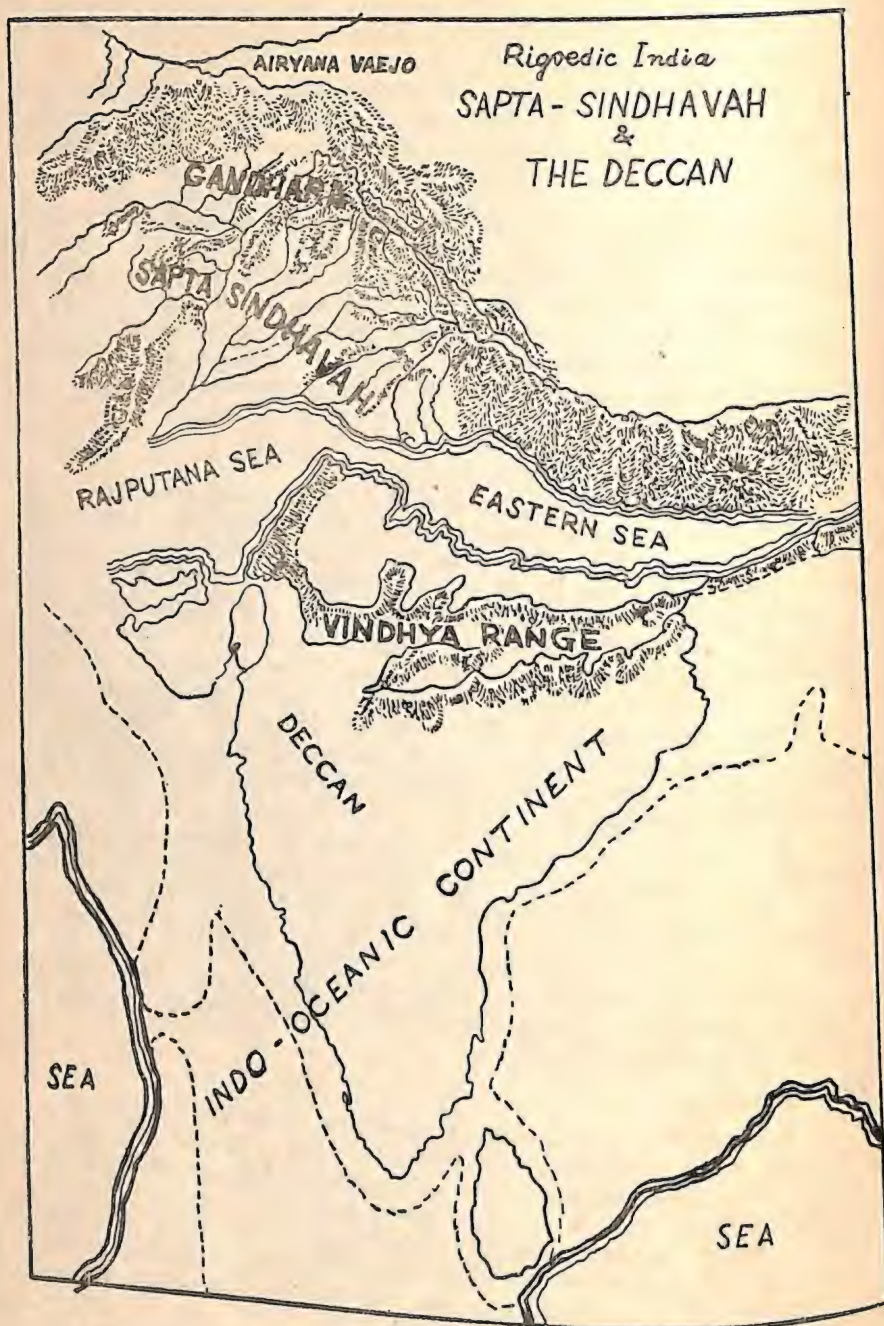 Rigvedic India
SAPTA - SINDHAVAH
&
THE DECCAN
AIRYANA VAEJO
GANDHARA
SAPTA SINDHAVAH
RAJPUTANA SEA
EASTERN SEA
VINDHYA RANGE
DECCAN
INDO - OCEANIC CONTINENT
SEA
SEA